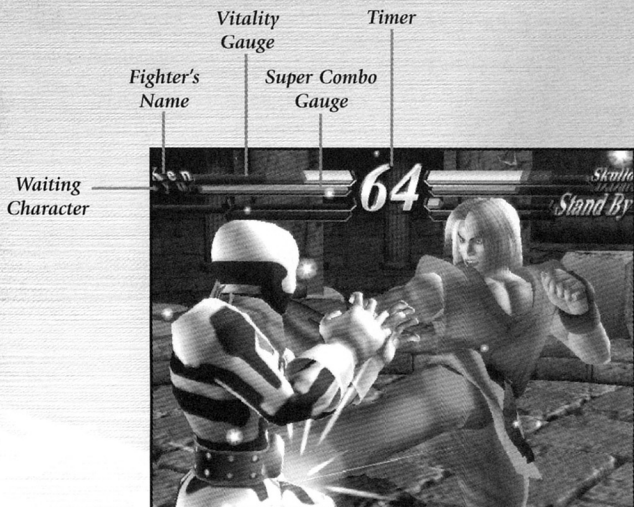 Vitality
Gauge
Timer
Fighter's
Name
Super Combo
Gauge
Waiting
Character
Ken
64
Stand By